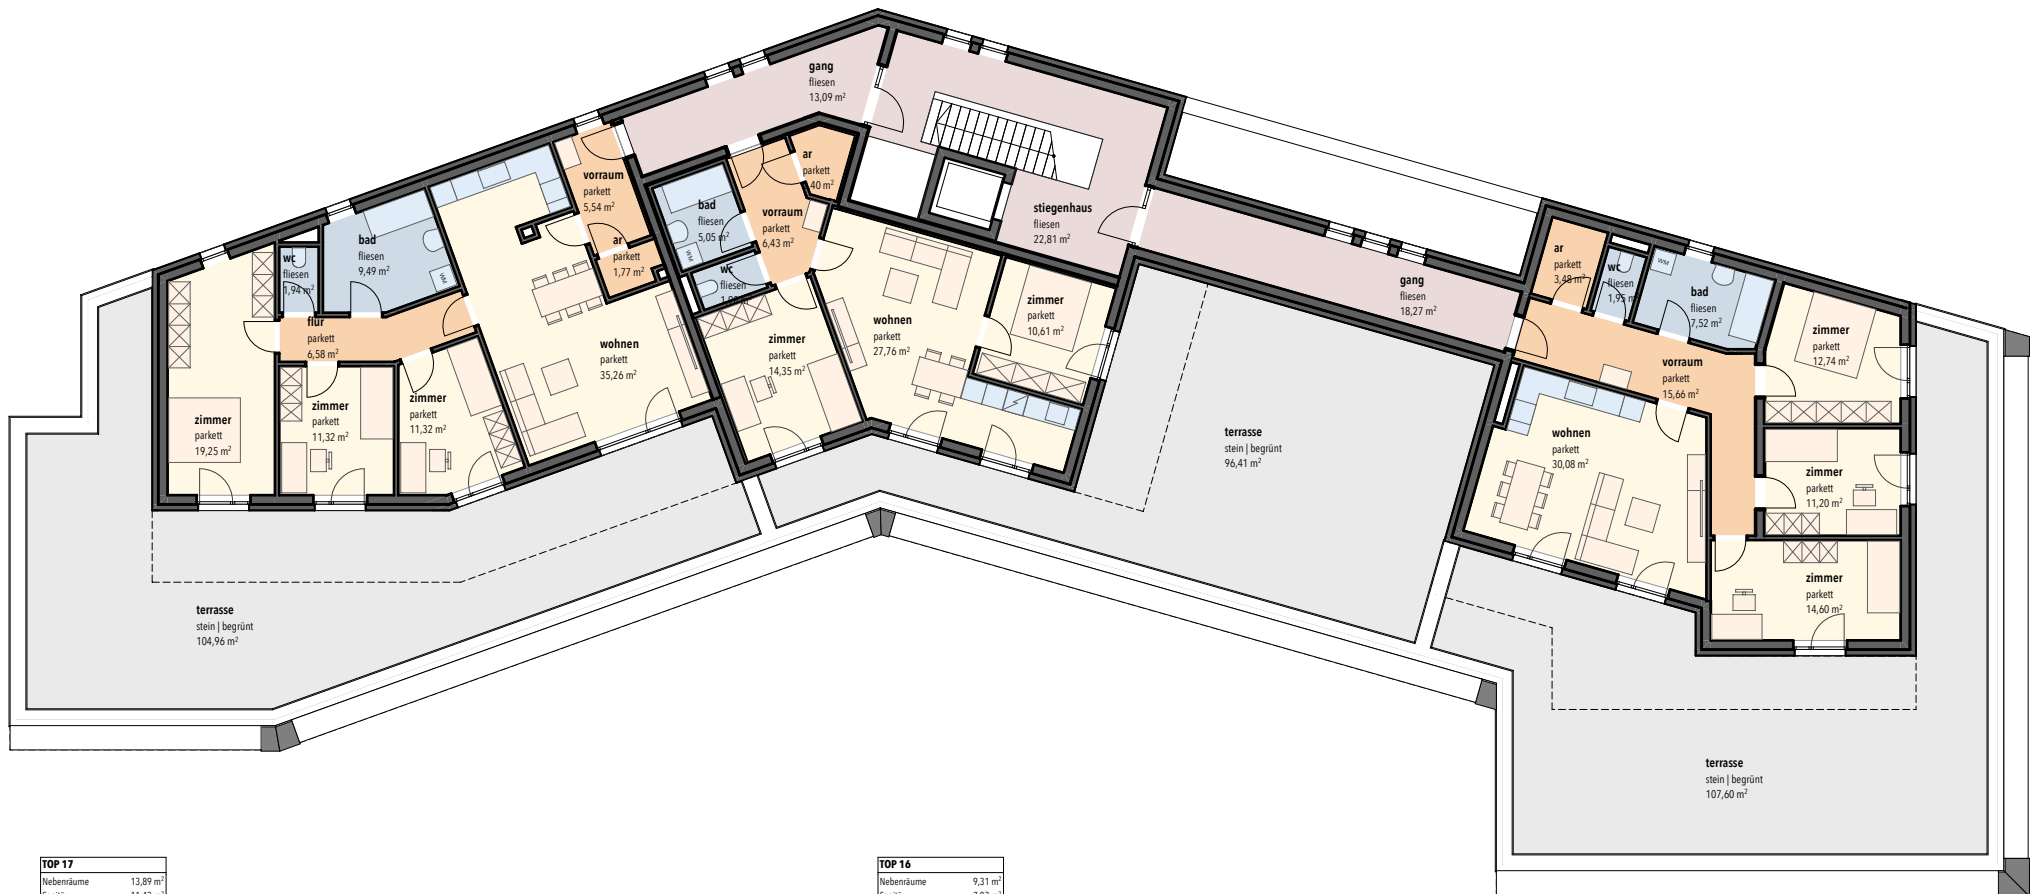 gang
fliesen
13,09 m²
ar
parkett
vorraum
parkett
5,54 m²
ar
parkett
1,77 m²
bad
fliesen
5,05 m²
WM
vorraum
parkett
6,43 m²
wc
fliesen
stiegenhaus
fliesen
22,81 m²
bad
fliesen
9,49 m²
WM
wc
fliesen
1,94 m²
flur
parkett
6,58 m²
wohnen
parkett
35,26 m²
zimmer
parkett
19,25 m²
zimmer
parkett
11,32 m²
zimmer
parkett
11,32 m²
zimmer
parkett
14,35 m²
wohnen
parkett
27,76 m²
zimmer
parkett
10,61 m²
gang
fliesen
18,27 m²
ar
parkett
3,48 m²
wc
fliesen
1,95 m
WM
bad
fliesen
7,52 m²
vorraum
parkett
15,66 m²
zimmer
parkett
12,74 m²
wohnen
parkett
30,08 m²
zimmer
parkett
11,20 m²
zimmer
parkett
14,60 m²
terrasse
stein | begrünt
96,41 m²
terrasse
stein | begrünt
104,96 m²
terrasse
stein | begrünt
107,60 m²
TOP 17
Nebenräume 13,89 m²
TOP 16
Nebenräume 9,31 m²